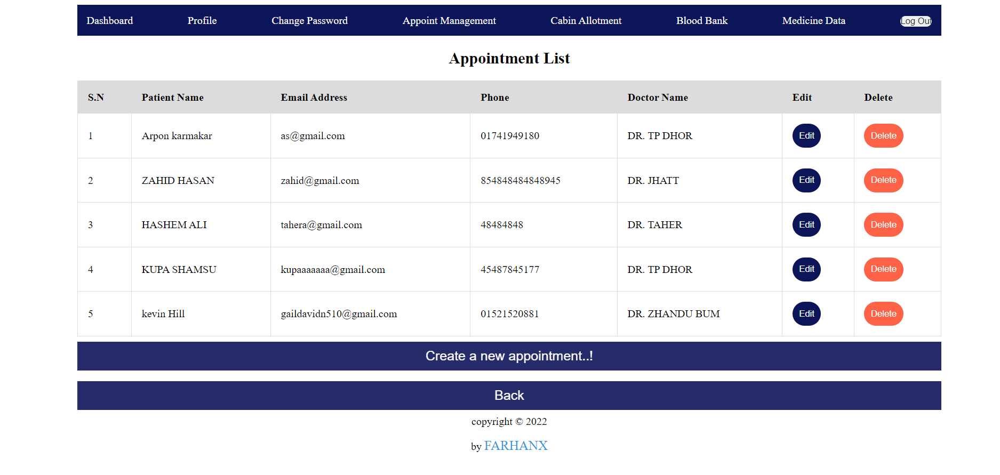 Dashboard Profile Change Password Appoint Management Cabin Allotment Blood Bank Medicine Data Log Out
Appointment List
S.N Patient Name Email Address Phone Doctor Name Edit Delete
1 Arpon karmakar as@gmail.com 01741949180 DR. TP DHOR Edit Delete
2 ZAHID HASAN zahid@gmail.com 854848484848945 DR. JHATT Edit Delete
3 HASHEM ALI tahera@gmail.com 48484848 DR. TAHER Edit Delete
4 KUPA SHAMSU kupaaaaaaa@gmail.com 45487845177 DR. TP DHOR Edit Delete
5 kevin Hill gaildavidn510@gmail.com 01521520881 DR. ZHANDU BUM Edit Delete
Create a new appointment..!
Back
copyright © 2022
by FARHANX